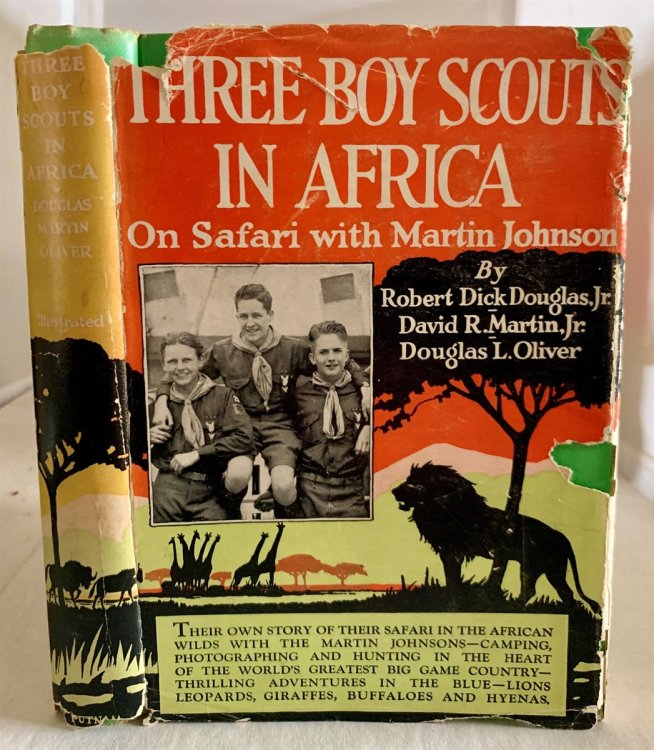 THREE
BOY
SCOUTS
IN
AFRICA
DOUGLAS
MARTIN
OLIVER
Illustrated
PUTNAM
THREE BOY SCOUTS
IN AFRICA
On Safari with Martin Johnson
By
Robert Dick Douglas, Jr.
David R. Martin, Jr.
Douglas L. Oliver
THEIR OWN STORY OF THEIR SAFARI IN THE AFRICAN
WILDS WITH THE MARTIN JOHNSONS—CAMPING,
PHOTOGRAPHING AND HUNTING IN THE HEART
OF THE WORLD'S GREATEST BIG GAME COUNTRY—
THRILLING ADVENTURES IN THE BLUE—LIONS
LEOPARDS, GIRAFFES, BUFFALOES AND HYENAS.